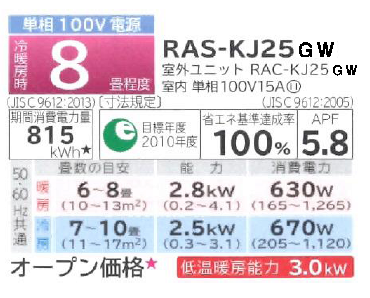 単相100V電源
冷暖房時 8 畳程度
RAS-KJ25GW
室外ユニット RAC-KJ25GW
室内 単相100V15A
(JIS C 9612:2013) [寸法規定] (JIS C 9612:2005)
期間消費電力量
815
kWh★
e
目標年度
2010年度
省エネ基準達成率
100%
APF
5.8
50・60Hz共通
畳数の目安 能力 消費電力
暖房 6〜8畳 2.8kW 630W
(10〜13m²) (0.2〜4.1) (165〜1,265)
冷房 7〜10畳 2.5kW 670W
(11〜17m²) (0.3〜3.1) (205〜1,120)
オープン価格★ 低温暖房能力 3.0kW